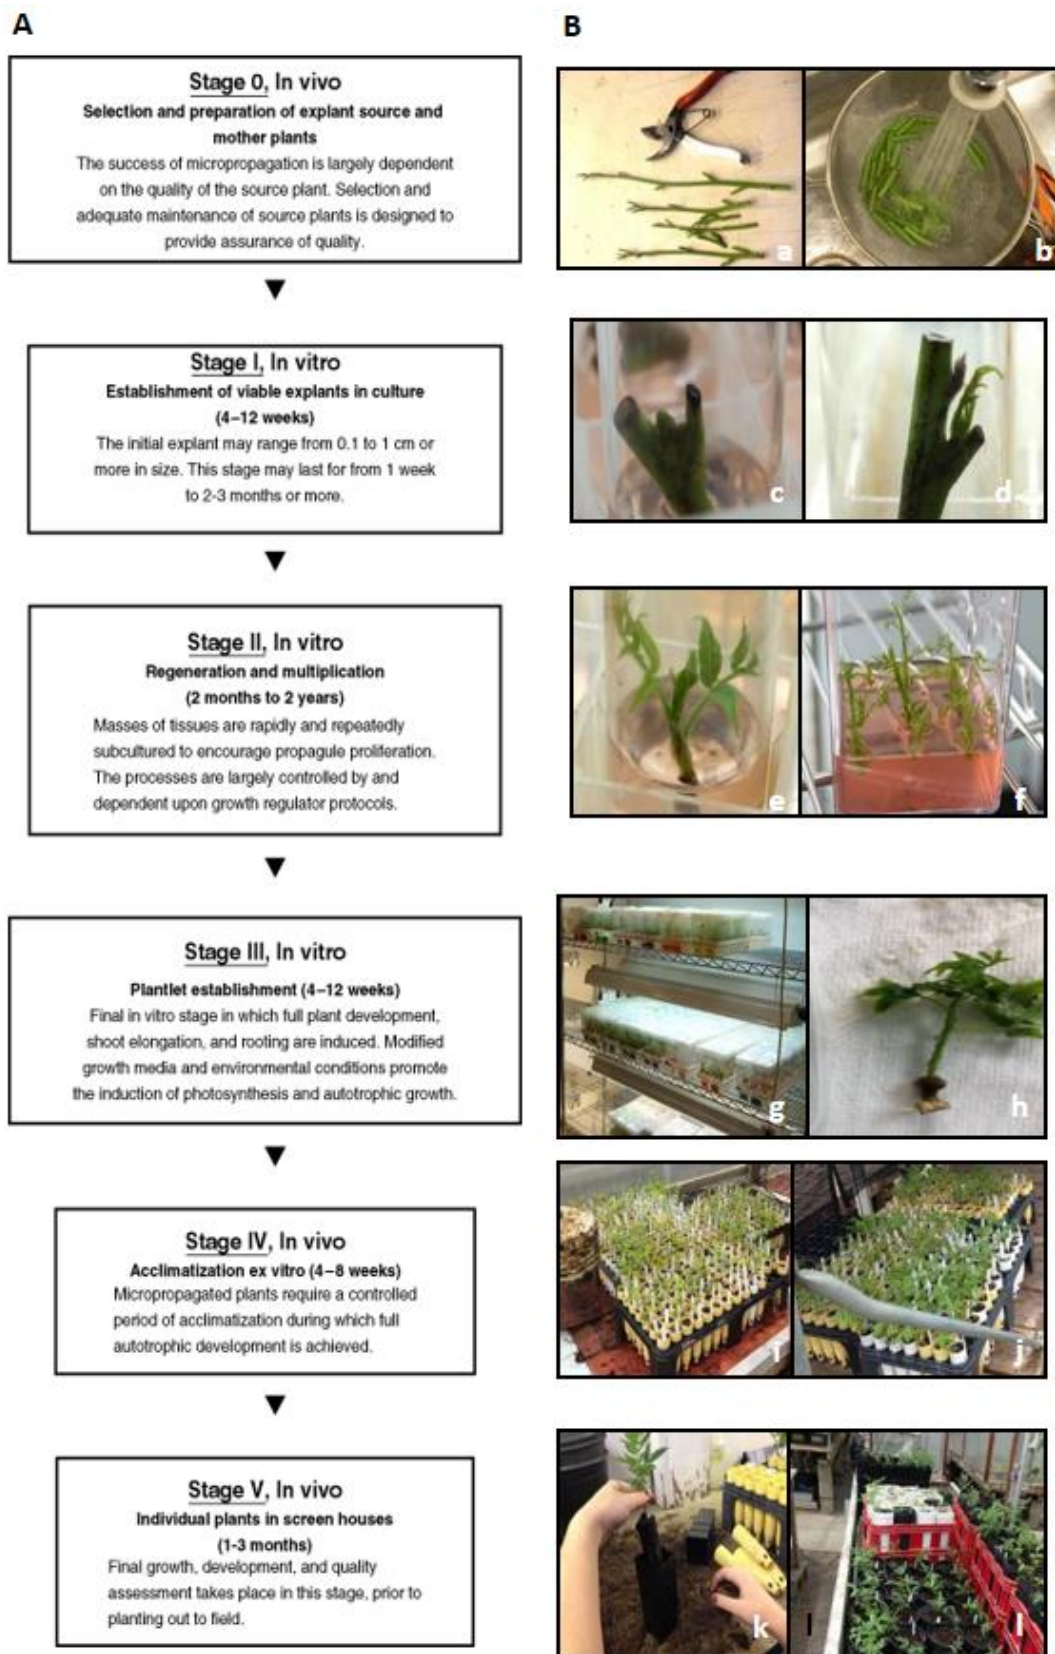 A
Stage 0, In vivo
Selection and preparation of explant source and
mother plants
The success of micropropagation is largely dependent
on the quality of the source plant. Selection and
adequate maintenance of source plants is designed to
provide assurance of quality.
Stage I, In vitro
Establishment of viable explants in culture
(4–12 weeks)
The initial explant may range from 0.1 to 1 cm or
more in size. This stage may last for from 1 week
to 2-3 months or more.
Stage II, In vitro
Regeneration and multiplication
(2 months to 2 years)
Masses of tissues are rapidly and repeatedly
subcultured to encourage propagule proliferation.
The processes are largely controlled by and
dependent upon growth regulator protocols.
Stage III, In vitro
Plantlet establishment (4–12 weeks)
Final in vitro stage in which full plant development,
shoot elongation, and rooting are induced. Modified
growth media and environmental conditions promote
the induction of photosynthesis and autotrophic growth.
Stage IV, In vivo
Acclimatization ex vitro (4–8 weeks)
Micropropagated plants require a controlled
period of acclimatization during which full
autotrophic development is achieved.
Stage V, In vivo
Individual plants in screen houses
(1-3 months)
Final growth, development, and quality
assessment takes place in this stage, prior to
planting out to field.
B
a
b
c
d
e
f
g
h
i
j
k
l
l